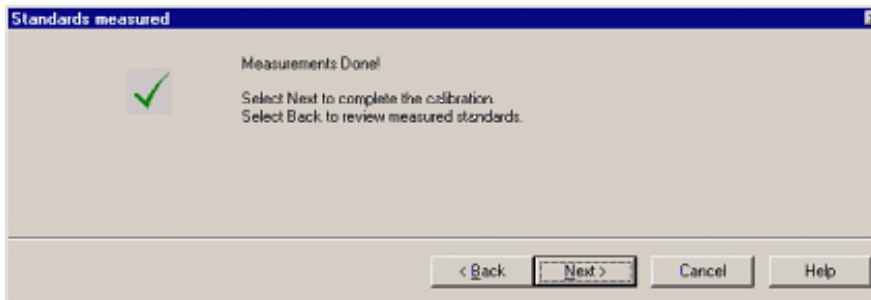 Standards measured
Measurements Done!
Select Next to complete the calibration.
Select Back to review measured standards.
< Back
Next >
Cancel
Help